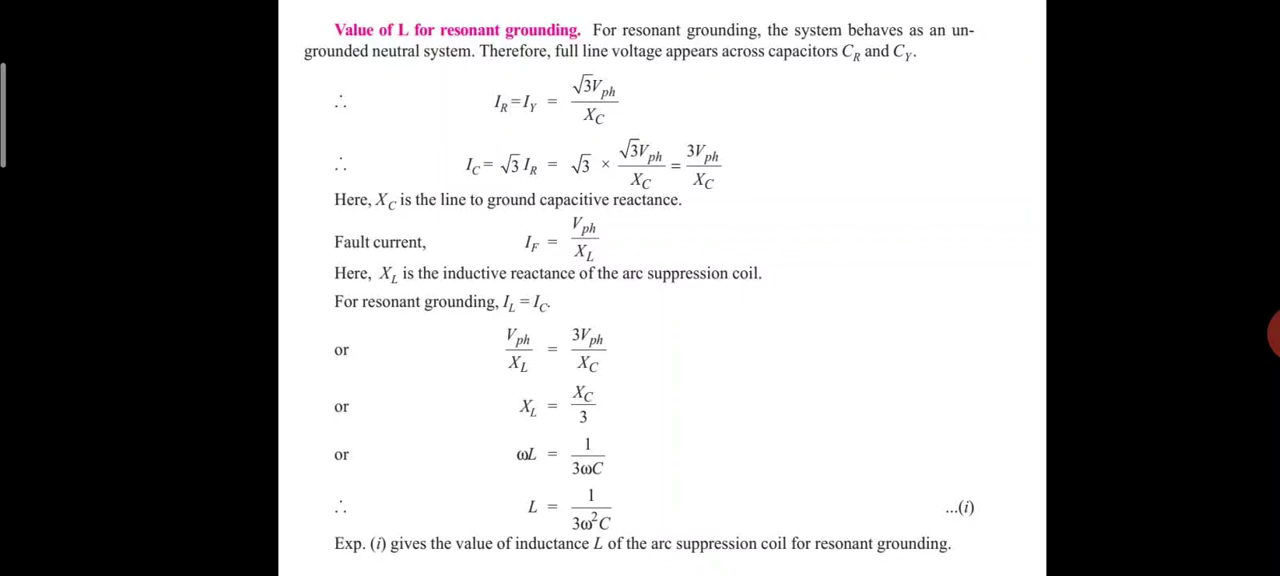 Value of L for resonant grounding. For resonant grounding, the system behaves as an un-
grounded neutral system. Therefore, full line voltage appears across capacitors C_R and C_Y.
∴ I_R = I_Y = √3V_ph / X_C
∴ I_C = √3 I_R = √3 × √3V_ph / X_C = 3V_ph / X_C
Here, X_C is the line to ground capacitive reactance.
Fault current, I_F = V_ph / X_L
Here, X_L is the inductive reactance of the arc suppression coil.
For resonant grounding, I_L = I_C.
or V_ph / X_L = 3V_ph / X_C
or X_L = X_C / 3
or ωL = 1 / 3ωC
∴ L = 1 / 3ω²C ...(i)
Exp. (i) gives the value of inductance L of the arc suppression coil for resonant grounding.